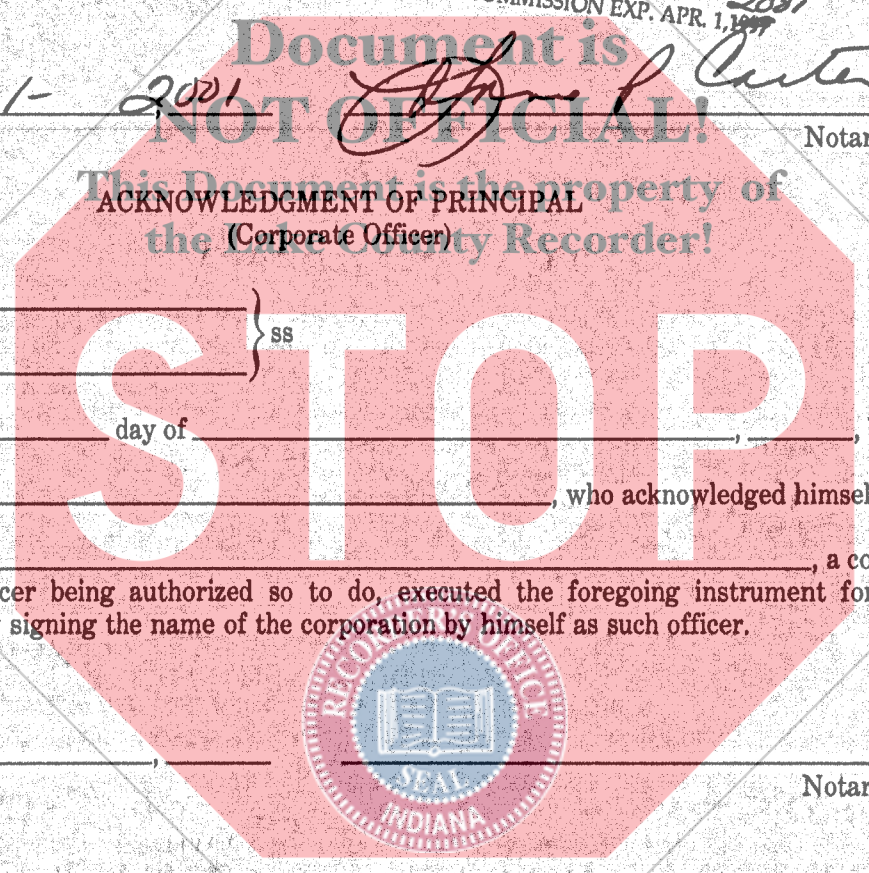 COMMISSION EXP. APR. 1, 2001
Document is
1- 2001 Carter
NOT OFFICIAL!
Notar
This Document is the property of
ACKNOWLEDGMENT OF PRINCIPAL
the Lake County Recorder!
(Corporate Officer)
} ss
STOP
day of , ,
, who acknowledged himsel
, a co
cer being authorized so to do, executed the foregoing instrument for
signing the name of the corporation by himself as such officer.
RECORDER'S OFFICE
SEAL
INDIANA
,
Notar